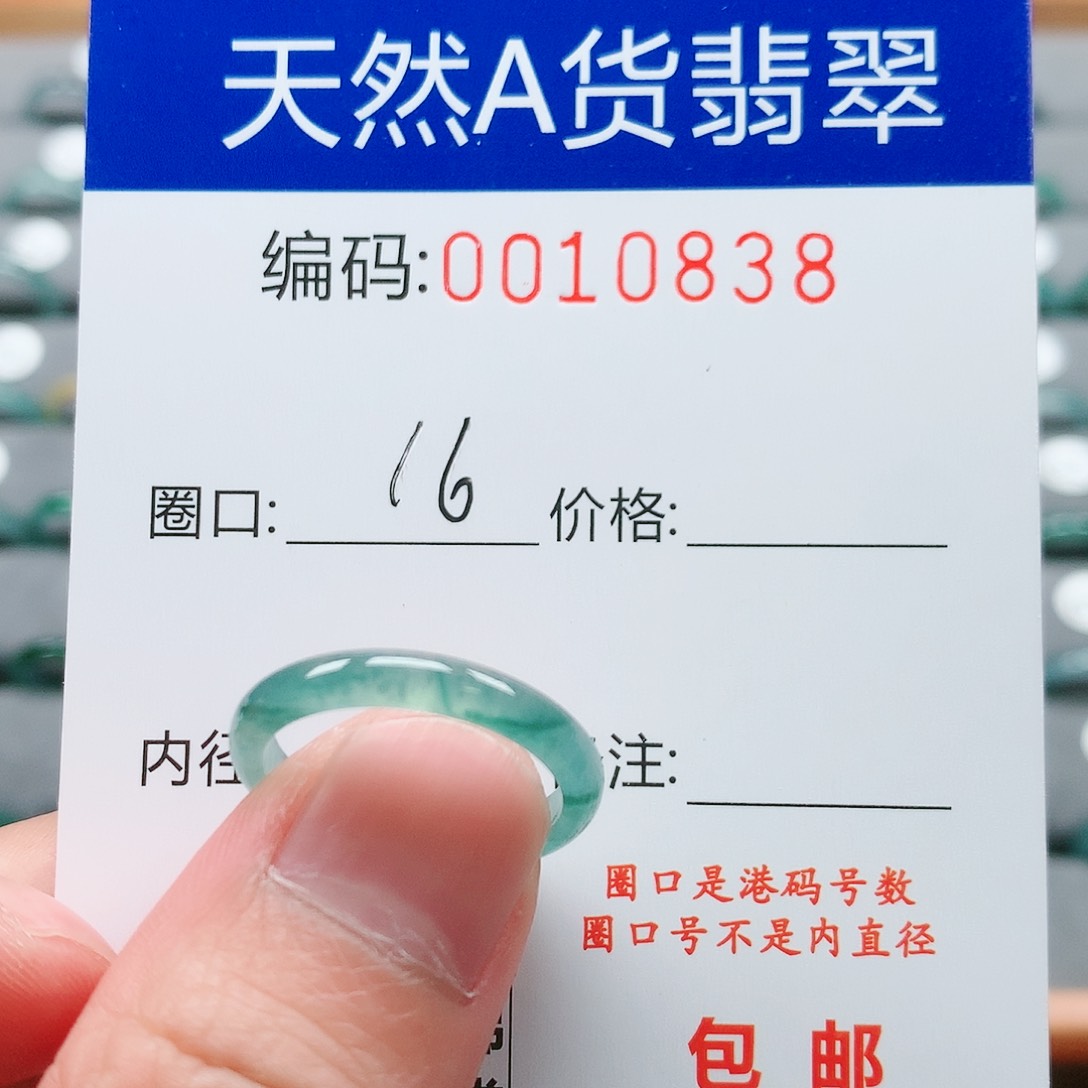 天然A货翡翠
编码:0010838
圈口: 16 价格:
内径 注:
圈口是港码号数
圈口号不是内直径
包邮